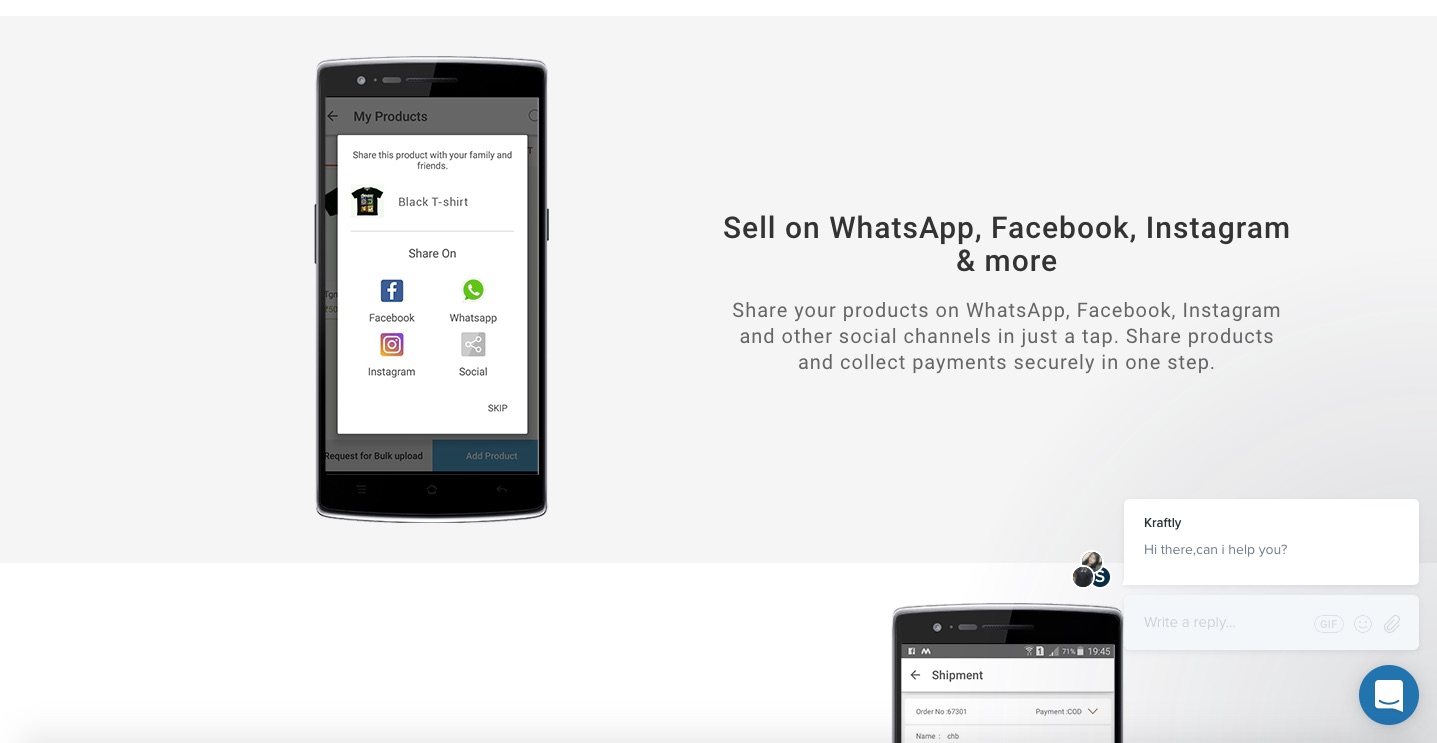 My Products
Share this product with your family and
friends.
Black T-shirt
Share On
Facebook
Whatsapp
Instagram
Social
SKIP
Request for Bulk upload
Add Product
Sell on WhatsApp, Facebook, Instagram
& more
Share your products on WhatsApp, Facebook, Instagram
and other social channels in just a tap. Share products
and collect payments securely in one step.
Kraftly
Hi there,can i help you?
S
Write a reply...
GIF
71%
19:45
Shipment
Order No :67301
Payment :COD
Name : chb